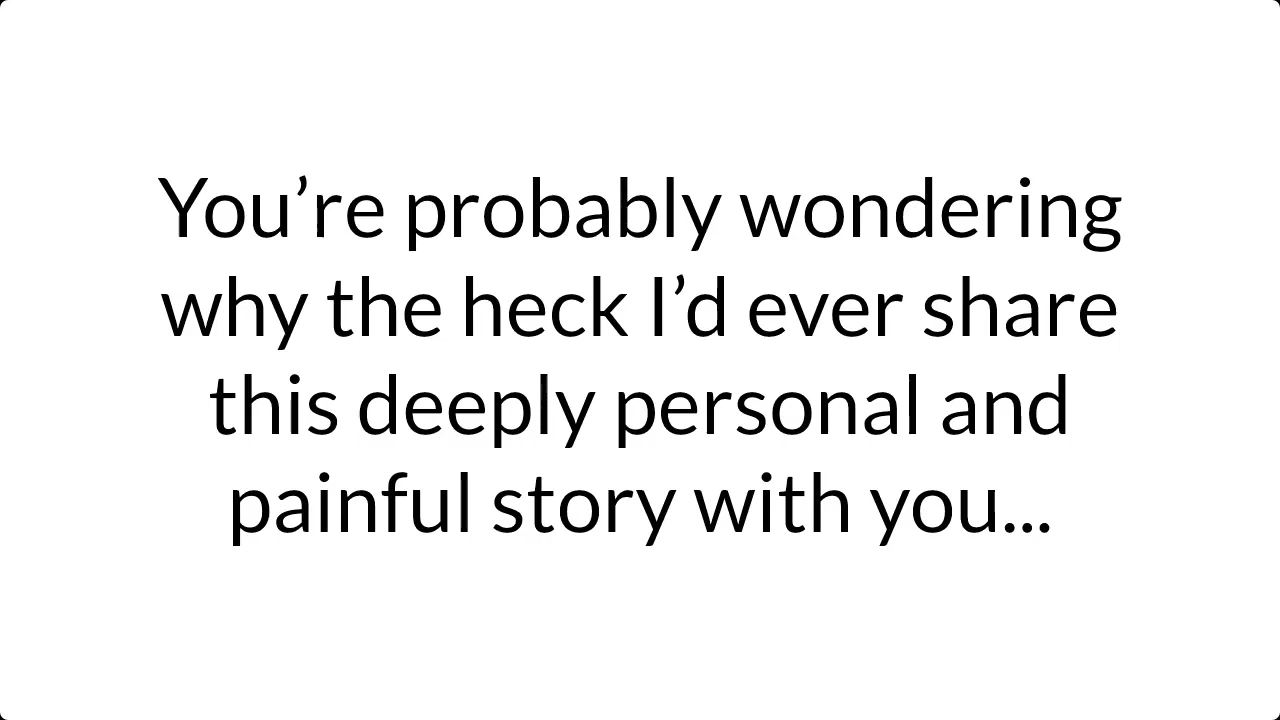 You’re probably wondering
why the heck I’d ever share
this deeply personal and
painful story with you...